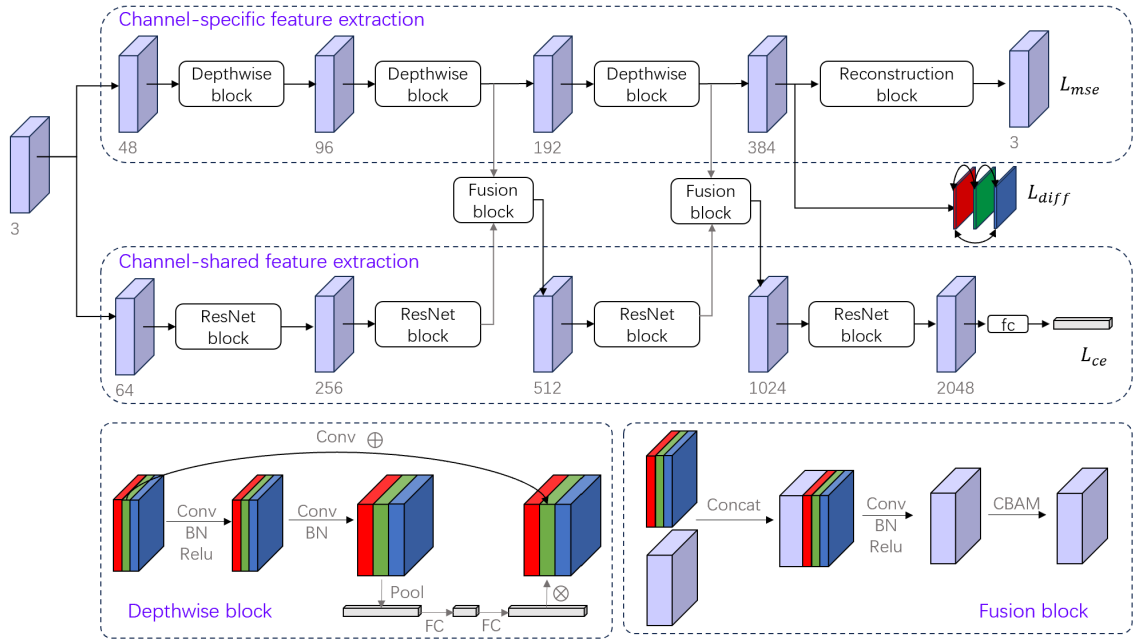 Channel-specific feature extraction
Depthwise
block
Depthwise
block
Depthwise
block
Reconstruction
block
L_mse
48
96
192
384
3
3
Fusion
block
Fusion
block
L_diff
Channel-shared feature extraction
ResNet
block
ResNet
block
ResNet
block
ResNet
block
fc
L_ce
64
256
512
1024
2048
Conv ⊕
Conv
BN
Relu
Conv
BN
Pool
⊗
FC
FC
Depthwise block
Concat
Conv
BN
Relu
CBAM
Fusion block